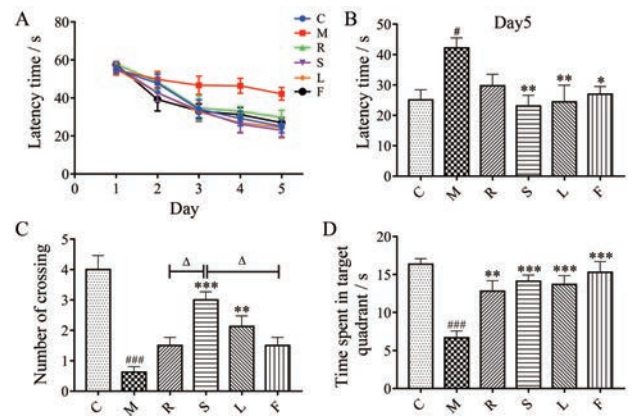 A
Latency time / s
80
60
40
20
0
0 1 2 3 4 5
Day
C
M
R
S
L
F
B
Day5
Latency time / s
50
40
30
20
10
0
#
**
**
*
C M R S L F
C
Number of crossing
5
4
3
2
1
0
###
Δ
***
Δ
**
C M R S L F
D
Time spent in target
quadrant / s
20
15
10
5
0
###
**
***
***
***
C M R S L F